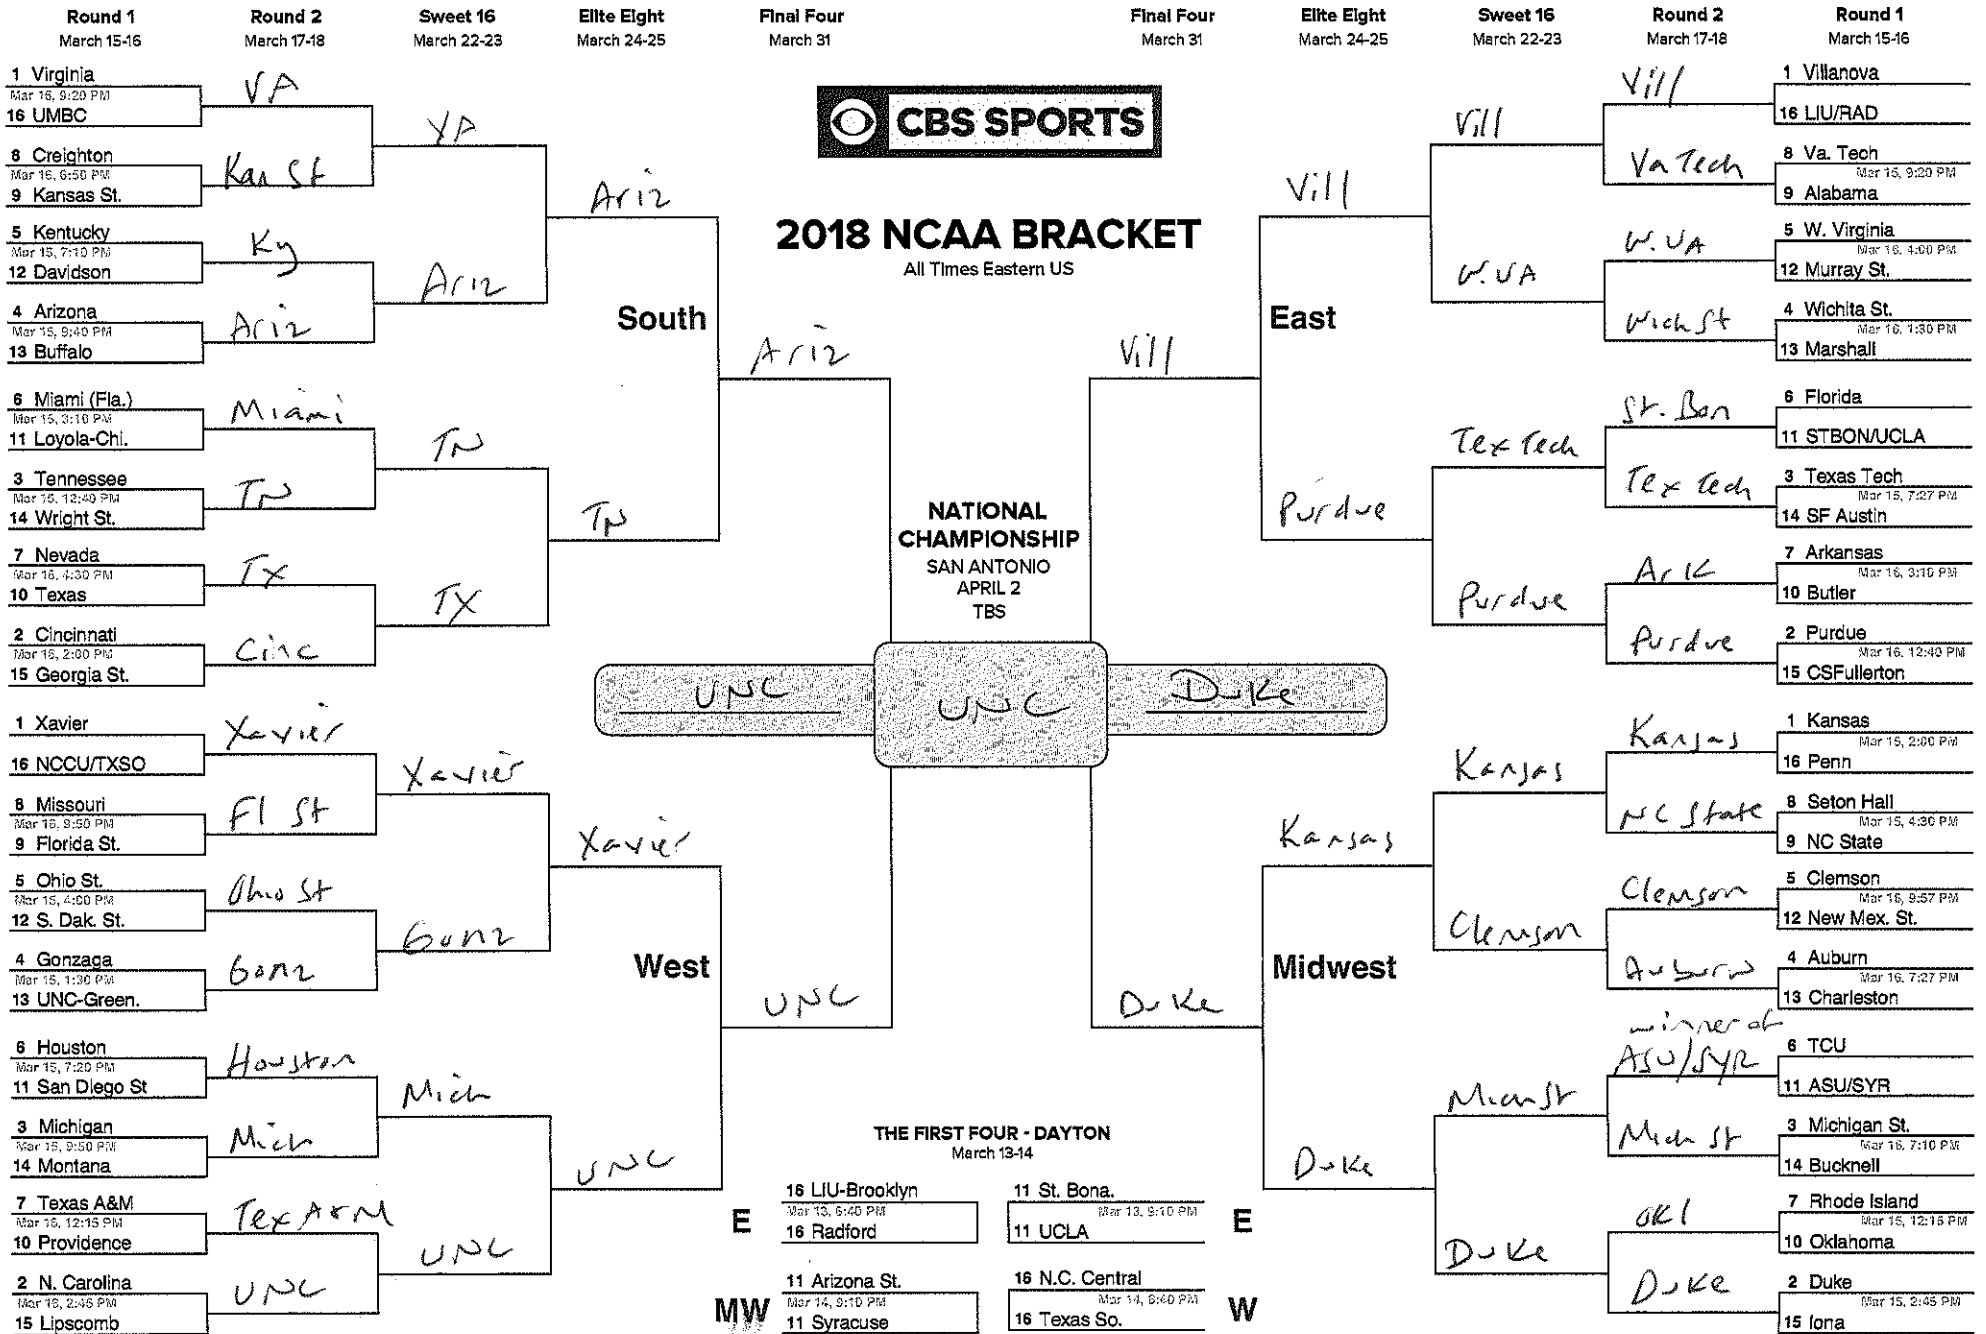 Round 1
March 15-16
Round 2
March 17-18
Sweet 16
March 22-23
Elite Eight
March 24-25
Final Four
March 31
Final Four
March 31
Elite Eight
March 24-25
Sweet 16
March 22-23
Round 2
March 17-18
Round 1
March 15-16
CBS SPORTS
2018 NCAA BRACKET
All Times Eastern US
South
1 Virginia
Mar 16, 9:20 PM
16 UMBC
8 Creighton
Mar 16, 6:50 PM
9 Kansas St.
5 Kentucky
Mar 15, 7:10 PM
12 Davidson
4 Arizona
Mar 15, 9:40 PM
13 Buffalo
6 Miami (Fla.)
Mar 15, 3:10 PM
11 Loyola-Chi.
3 Tennessee
Mar 15, 12:40 PM
14 Wright St.
7 Nevada
Mar 16, 4:30 PM
10 Texas
2 Cincinnati
Mar 16, 2:00 PM
15 Georgia St.
VA
Kan St
Ky
Ariz
Miami
TN
TX
Cinc
VA
Ariz
TN
TX
Ariz
TN
Ariz
West
1 Xavier
16 NCCU/TXSO
8 Missouri
Mar 16, 9:50 PM
9 Florida St.
5 Ohio St.
Mar 15, 4:00 PM
12 S. Dak. St.
4 Gonzaga
Mar 15, 1:30 PM
13 UNC-Green.
6 Houston
Mar 15, 7:20 PM
11 San Diego St
3 Michigan
Mar 15, 9:50 PM
14 Montana
7 Texas A&M
Mar 16, 12:15 PM
10 Providence
2 N. Carolina
Mar 16, 2:45 PM
15 Lipscomb
Xavier
Fl St
Ohio St
Gonz
Houston
Mich
Tex A&M
UNC
Xavier
Gonz
Mich
UNC
Xavier
UNC
UNC
NATIONAL
CHAMPIONSHIP
SAN ANTONIO
APRIL 2
TBS
UNC
UNC
Duke
East
1 Villanova
16 LIU/RAD
8 Va. Tech
Mar 15, 9:20 PM
9 Alabama
5 W. Virginia
Mar 16, 4:00 PM
12 Murray St.
4 Wichita St.
Mar 16, 1:30 PM
13 Marshall
6 Florida
11 STBON/UCLA
3 Texas Tech
Mar 15, 7:27 PM
14 SF Austin
7 Arkansas
Mar 16, 3:10 PM
10 Butler
2 Purdue
Mar 16, 12:40 PM
15 CSFullerton
Vill
Va Tech
W. VA
Wich St
St. Bon
Tex Tech
Ark
Purdue
Vill
W. VA
Tex Tech
Purdue
Vill
Purdue
Vill
Midwest
1 Kansas
Mar 15, 2:00 PM
16 Penn
8 Seton Hall
Mar 15, 4:30 PM
9 NC State
5 Clemson
Mar 16, 9:57 PM
12 New Mex. St.
4 Auburn
Mar 16, 7:27 PM
13 Charleston
6 TCU
11 ASU/SYR
3 Michigan St.
Mar 16, 7:10 PM
14 Bucknell
7 Rhode Island
Mar 15, 12:15 PM
10 Oklahoma
2 Duke
Mar 15, 2:45 PM
15 Iona
Kansas
NC State
Clemson
Auburn
winner of
ASU/SYR
Mich St
Okl
Duke
Kansas
Clemson
Mich St
Duke
Kansas
Duke
Duke
THE FIRST FOUR - DAYTON
March 13-14
E
16 LIU-Brooklyn
Mar 13, 6:40 PM
16 Radford
11 St. Bona.
Mar 13, 9:10 PM
11 UCLA
E
MW
11 Arizona St.
Mar 14, 9:10 PM
11 Syracuse
16 N.C. Central
Mar 14, 6:40 PM
16 Texas So.
W